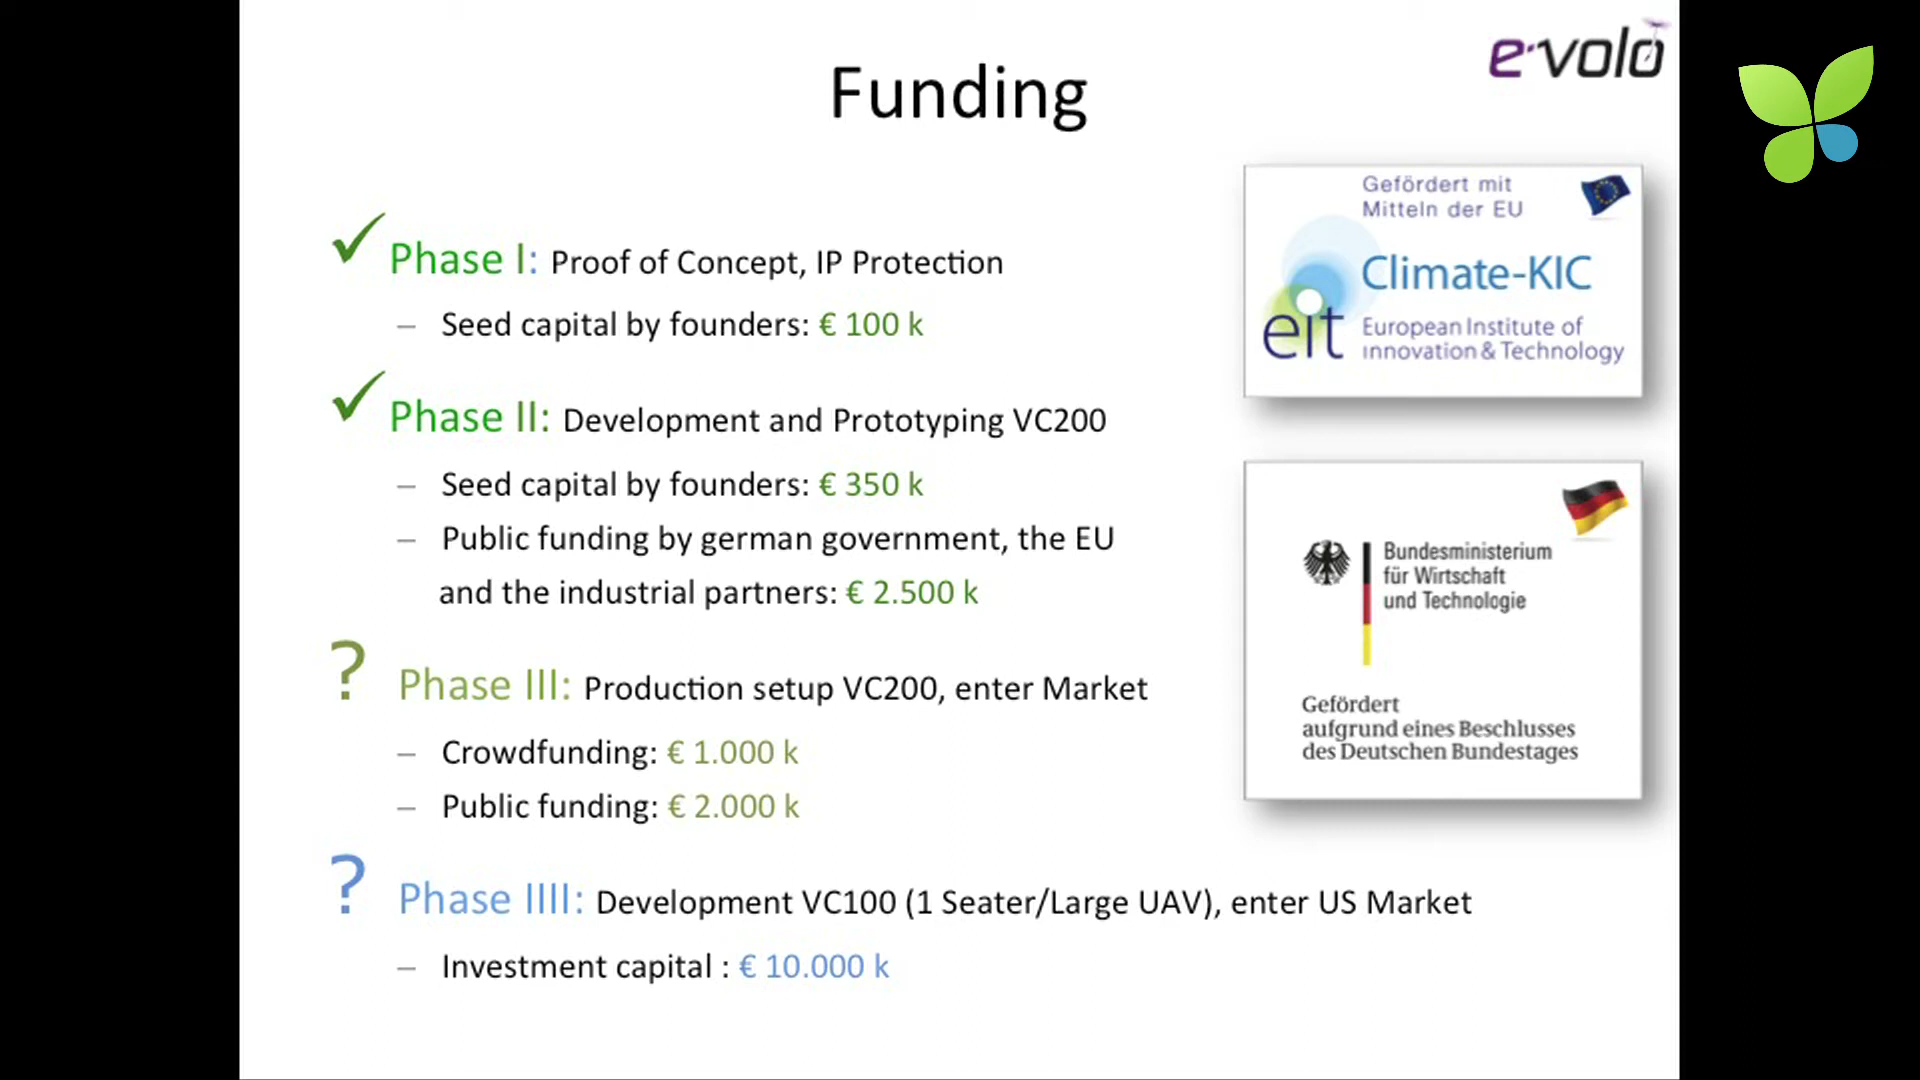 e-volo
Funding
Phase I: Proof of Concept, IP Protection
– Seed capital by founders: € 100 k
Phase II: Development and Prototyping VC200
– Seed capital by founders: € 350 k
– Public funding by german government, the EU
and the industrial partners: € 2.500 k
? Phase III: Production setup VC200, enter Market
– Crowdfunding: € 1.000 k
– Public funding: € 2.000 k
? Phase IIII: Development VC100 (1 Seater/Large UAV), enter US Market
– Investment capital : € 10.000 k
Gefördert mit
Mitteln der EU
Climate-KIC
eit
European Institute of
Innovation & Technology
Bundesministerium
für Wirtschaft
und Technologie
Gefördert
aufgrund eines Beschlusses
des Deutschen Bundestages